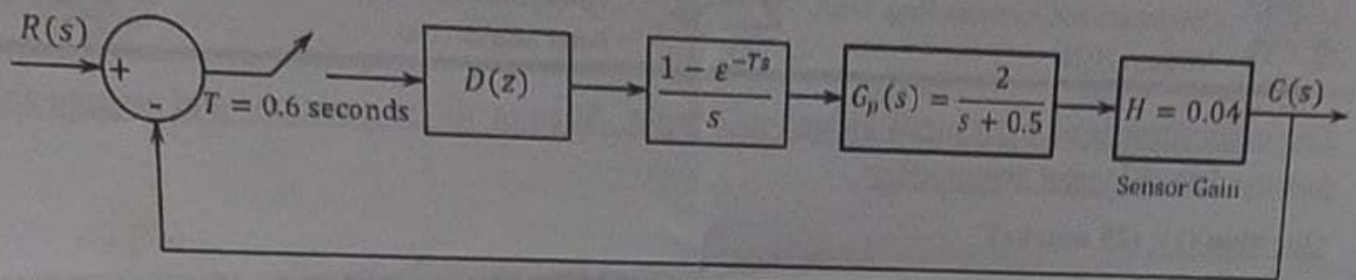 R(s)
+
-
T = 0.6 seconds
D(z)
1 − ε^−Ts
s
G_p(s) = 2
s + 0.5
H = 0.04
C(s)
Sensor Gain